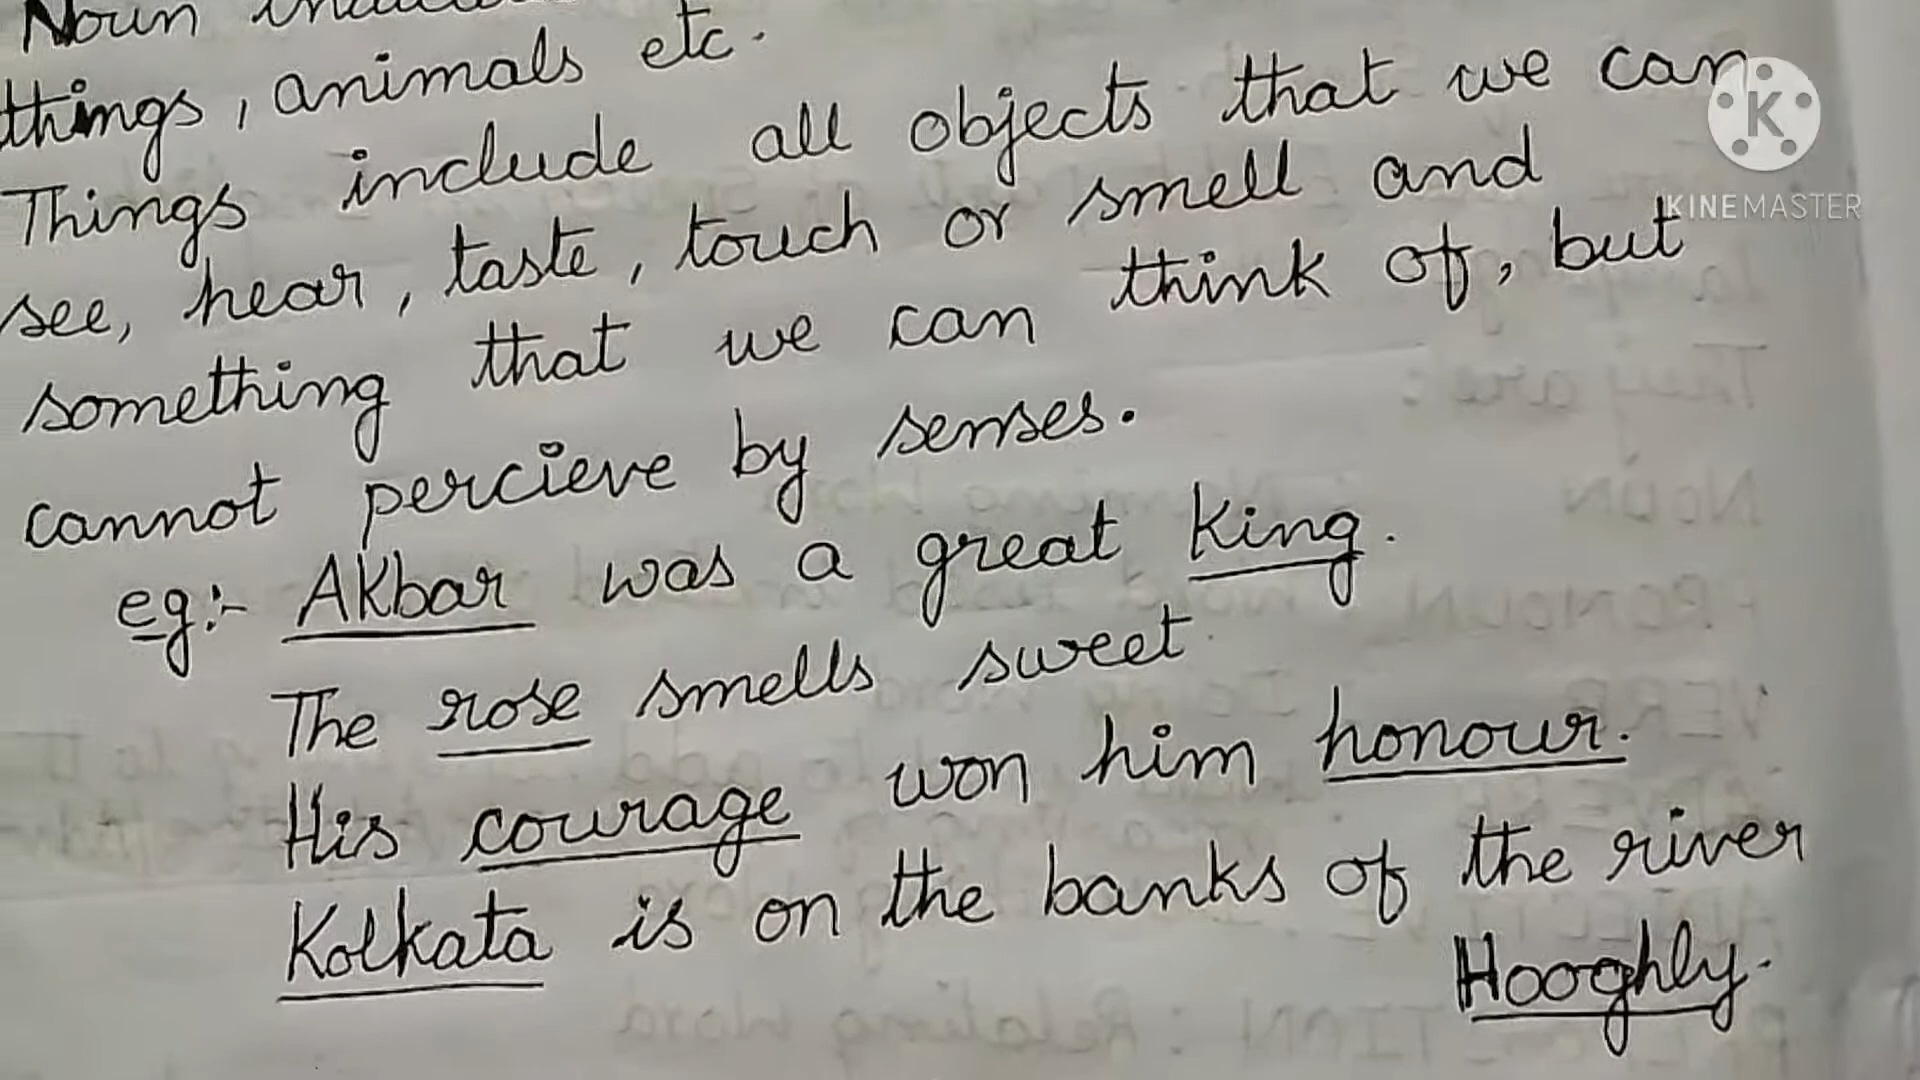 Noun
things, animals etc.
Things include all objects that we can
see, hear, taste, touch or smell and
something that we can think of, but
cannot percieve by senses.
eg:- Akbar was a great King.
The rose smells sweet
His courage won him honour.
Kolkata is on the banks of the river
Hooghly.
K
KINEMASTER